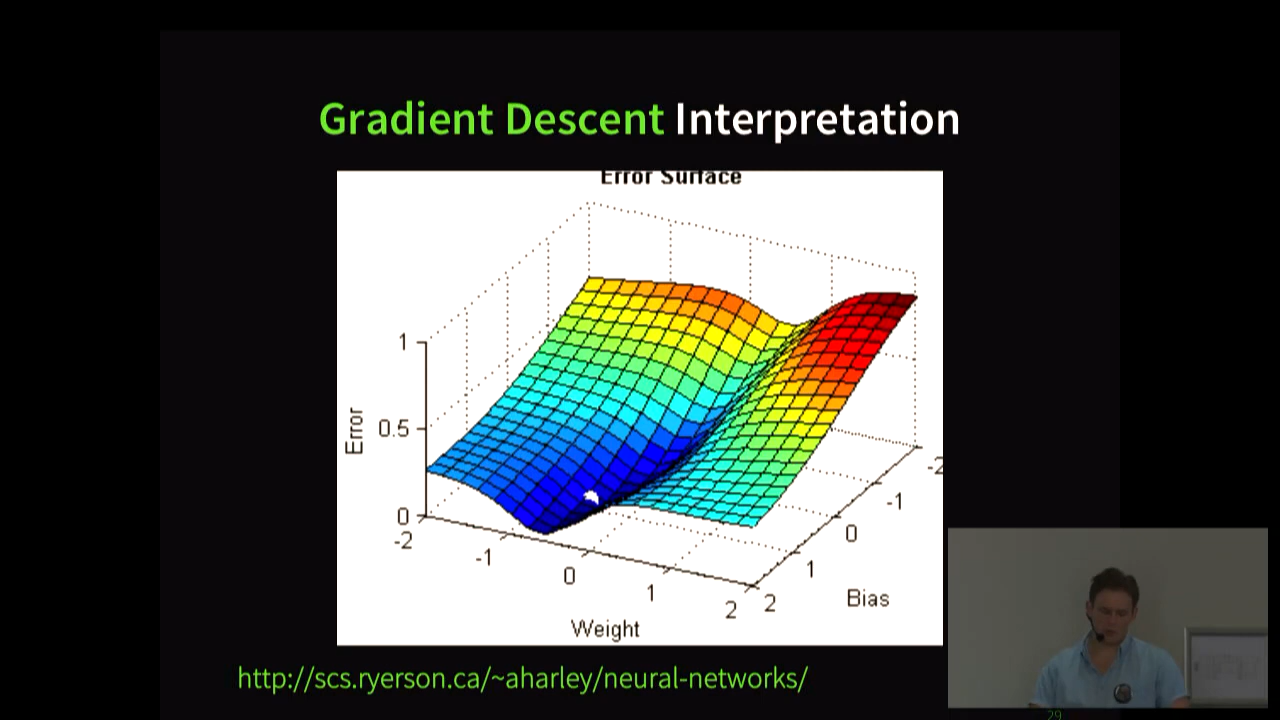 Gradient Descent Interpretation
Error Surface
1
0.5
0
Error
-2
-1
0
1
2
Weight
2
1
0
-1
-2
Bias
http://scs.ryerson.ca/~aharley/neural-networks/
29